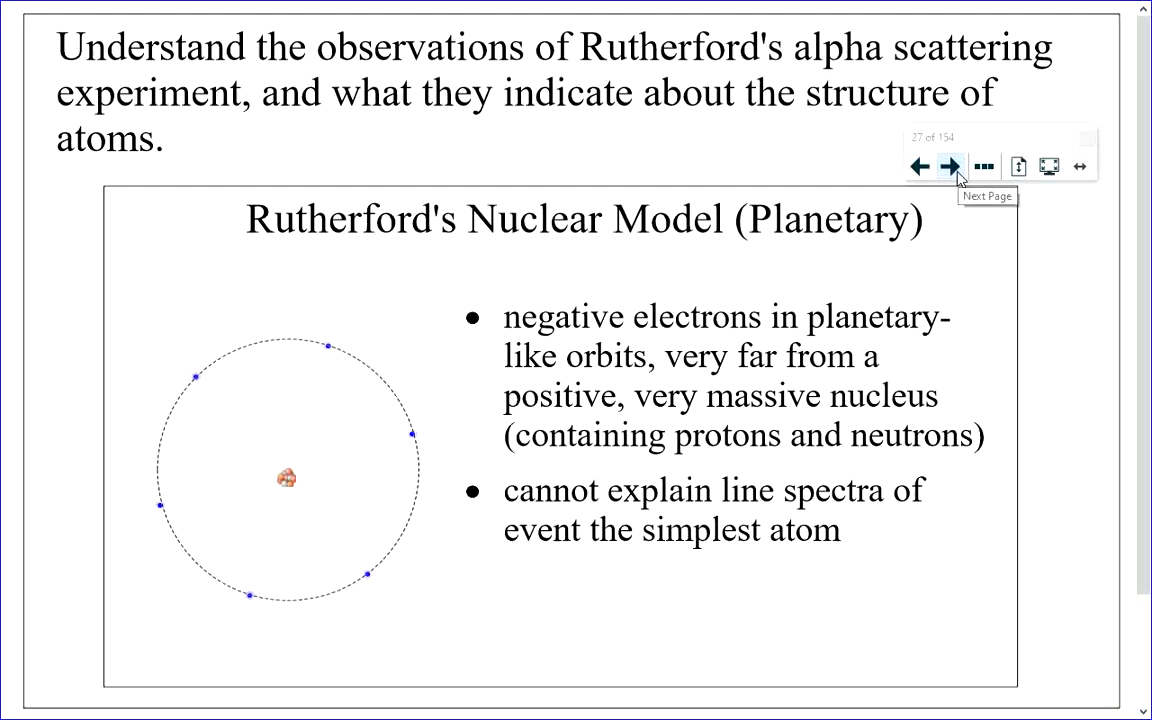 Understand the observations of Rutherford's alpha scattering
experiment, and what they indicate about the structure of
atoms.
27 of 154
Next Page
Rutherford's Nuclear Model (Planetary)
• negative electrons in planetary-
like orbits, very far from a
positive, very massive nucleus
(containing protons and neutrons)
• cannot explain line spectra of
event the simplest atom